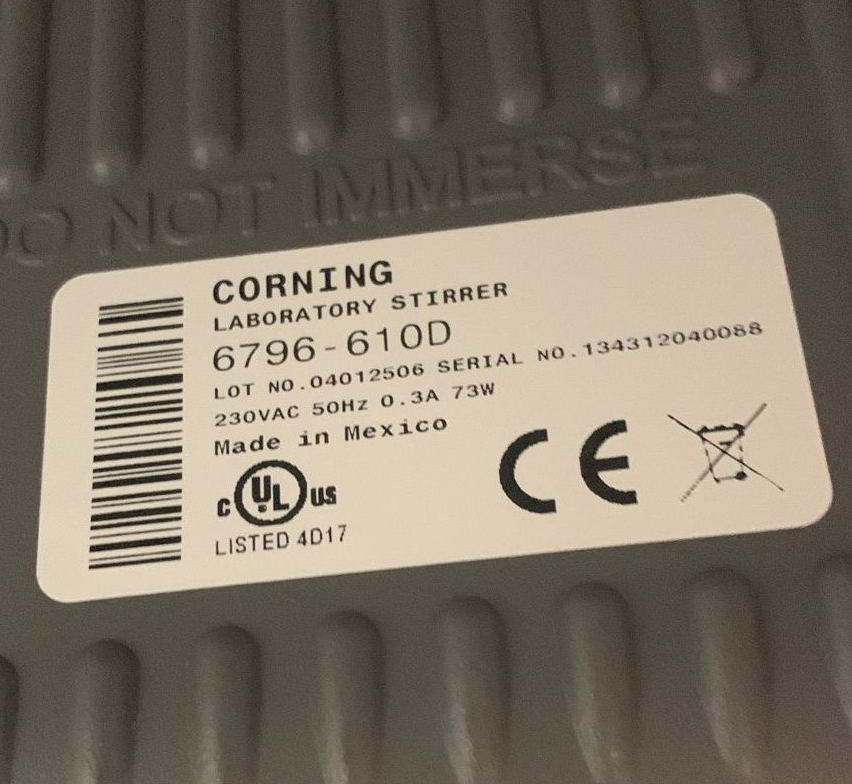 DO NOT IMMERSE
CORNING
LABORATORY STIRRER
6796-610D
LOT NO.04012506 SERIAL NO.134312040088
230VAC 50Hz 0.3A 73W
Made in Mexico
C UL US
CE
LISTED 4D17